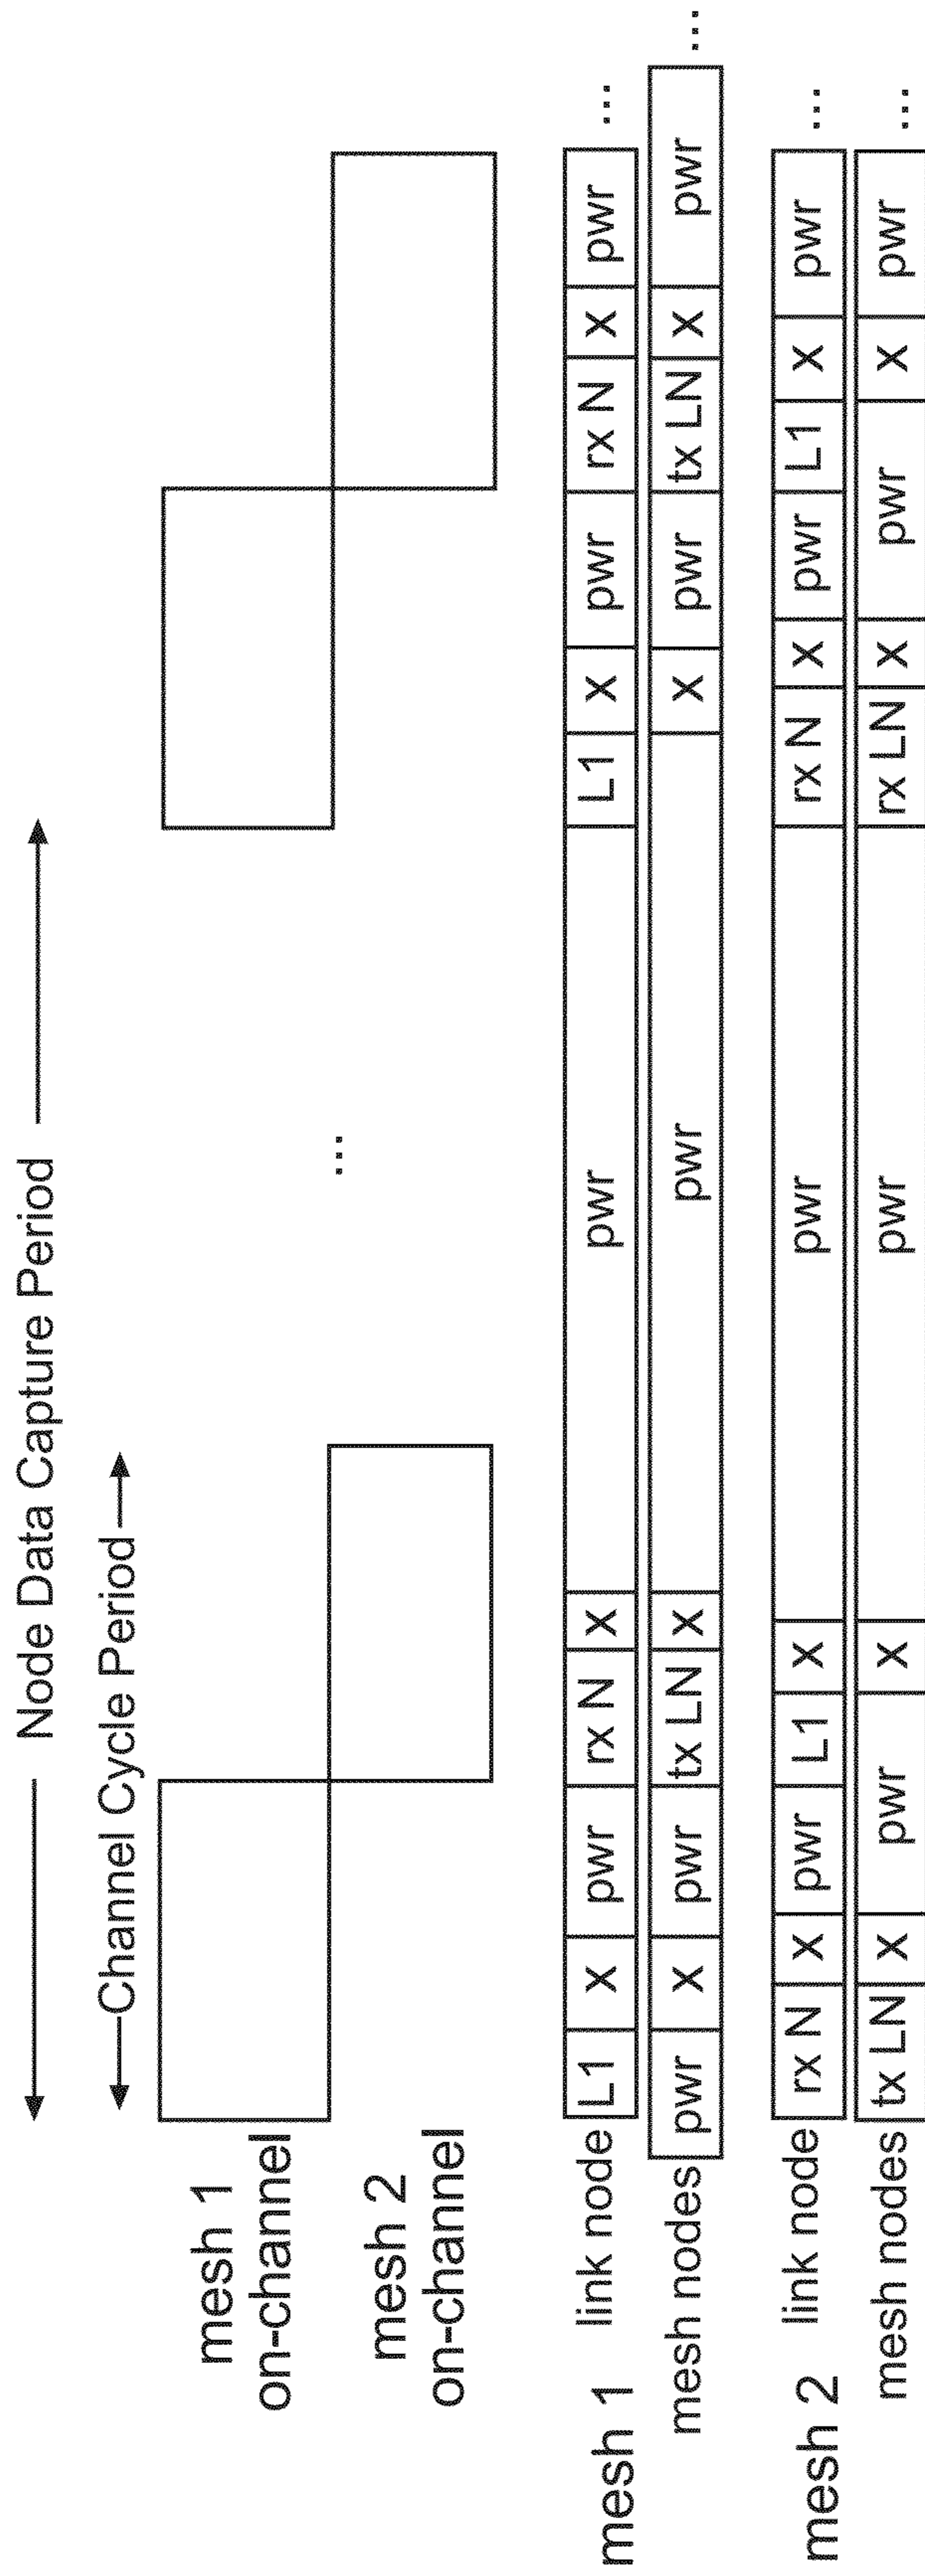 Node Data Capture Period
Channel Cycle Period
mesh 1
on-channel
...
mesh 2
on-channel
mesh 1 link node L1 X pwr rx N X pwr L1 X pwr rx N X pwr ...
mesh nodes pwr X pwr tx LN X pwr X pwr tx LN X pwr ...
mesh 2 link node rx N X pwr L1 X pwr rx N X pwr L1 X pwr ...
mesh nodes tx LN X pwr X pwr rx LN X pwr X pwr ...